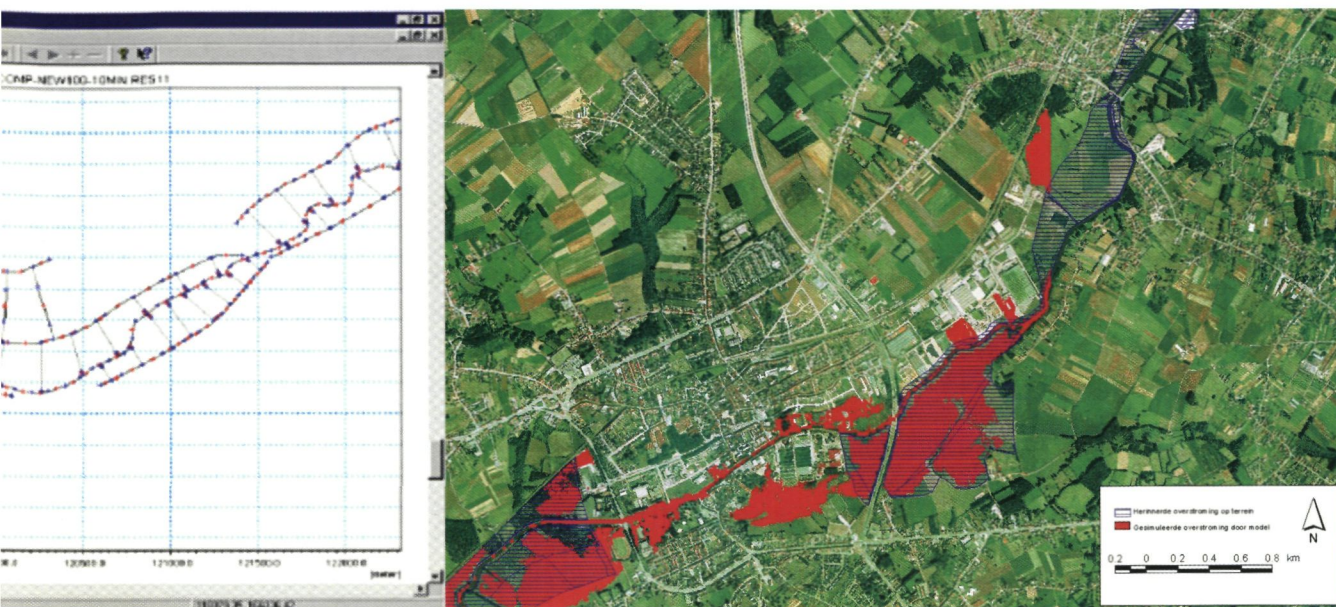 COMP-NEW100-10MIN.RES11
120500.0 121000.0 121500.0 122000.0
[meter]
Herinnerde overstroming op terrein
Gesimuleerde overstroming door model
N
0.2 0 0.2 0.4 0.6 0.8 km